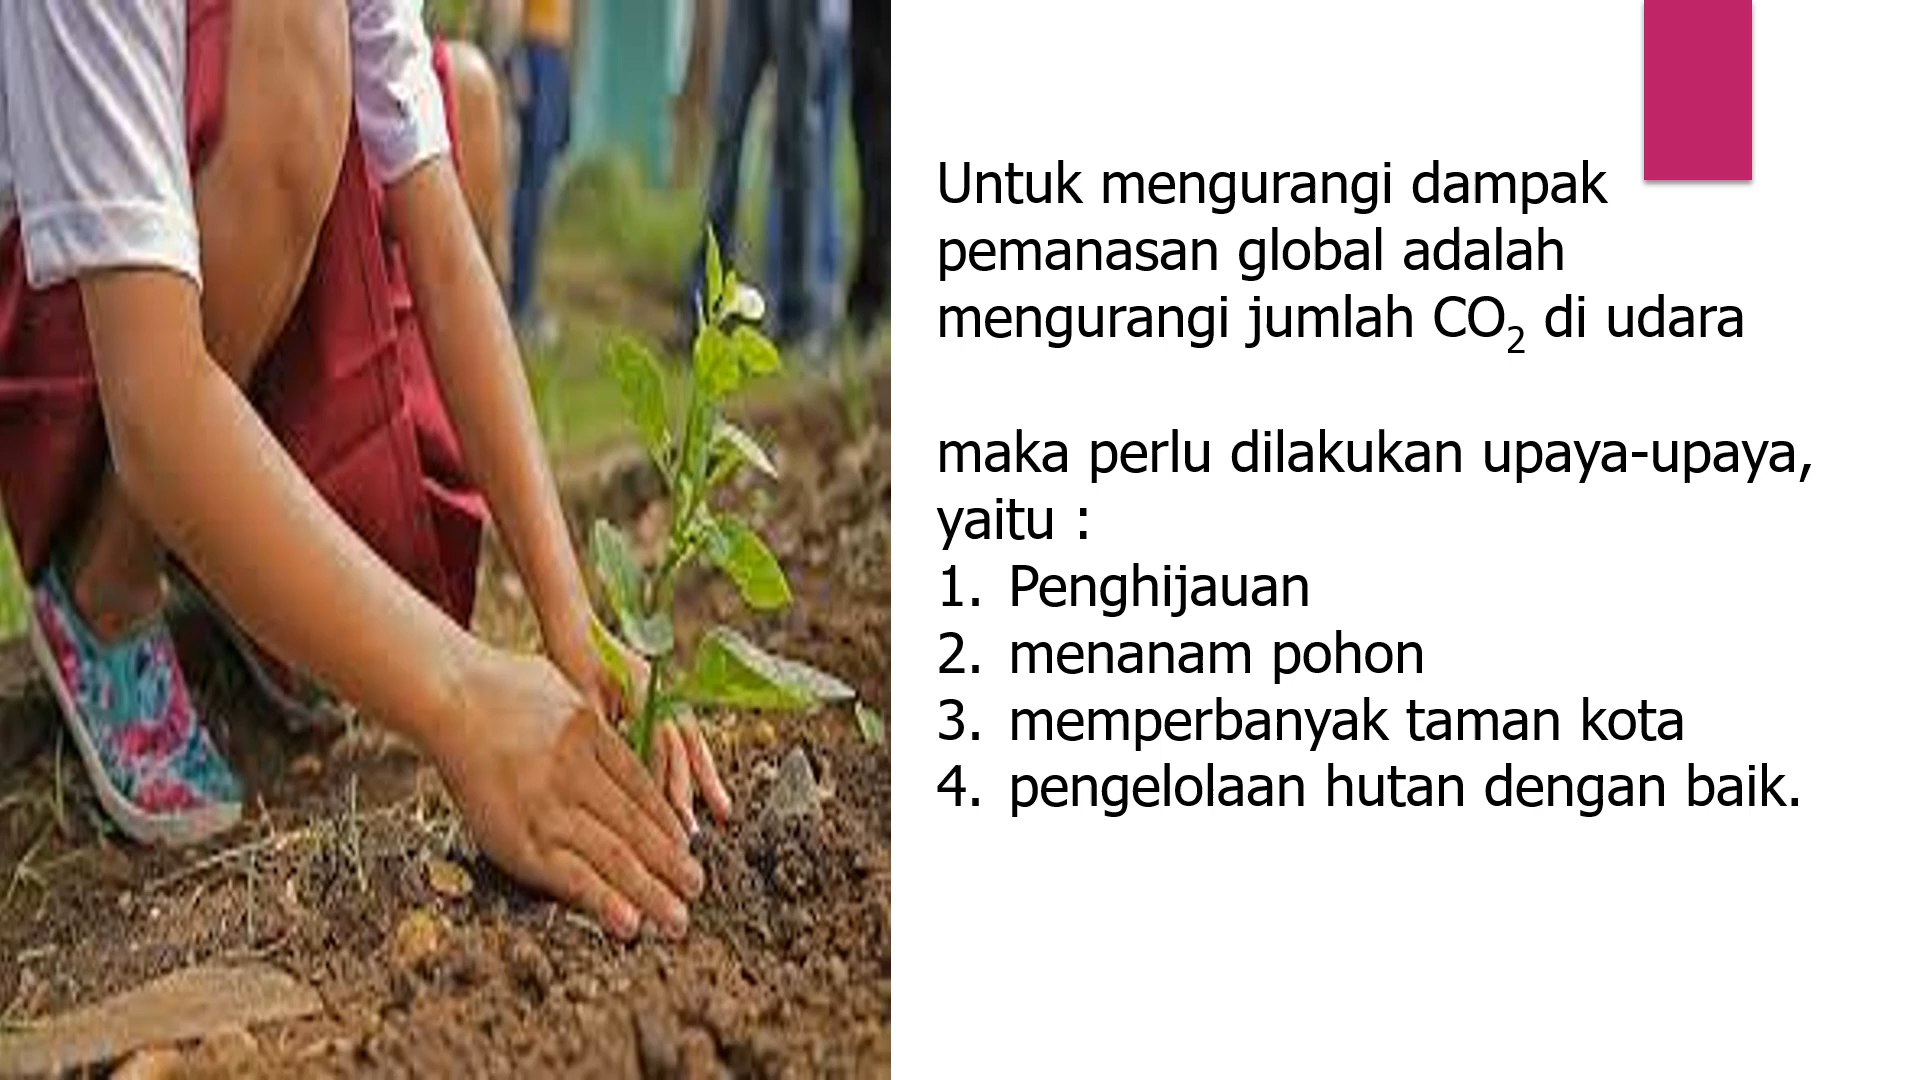 Untuk mengurangi dampak
pemanasan global adalah
mengurangi jumlah CO₂ di udara
maka perlu dilakukan upaya-upaya,
yaitu :
1. Penghijauan
2. menanam pohon
3. memperbanyak taman kota
4. pengelolaan hutan dengan baik.